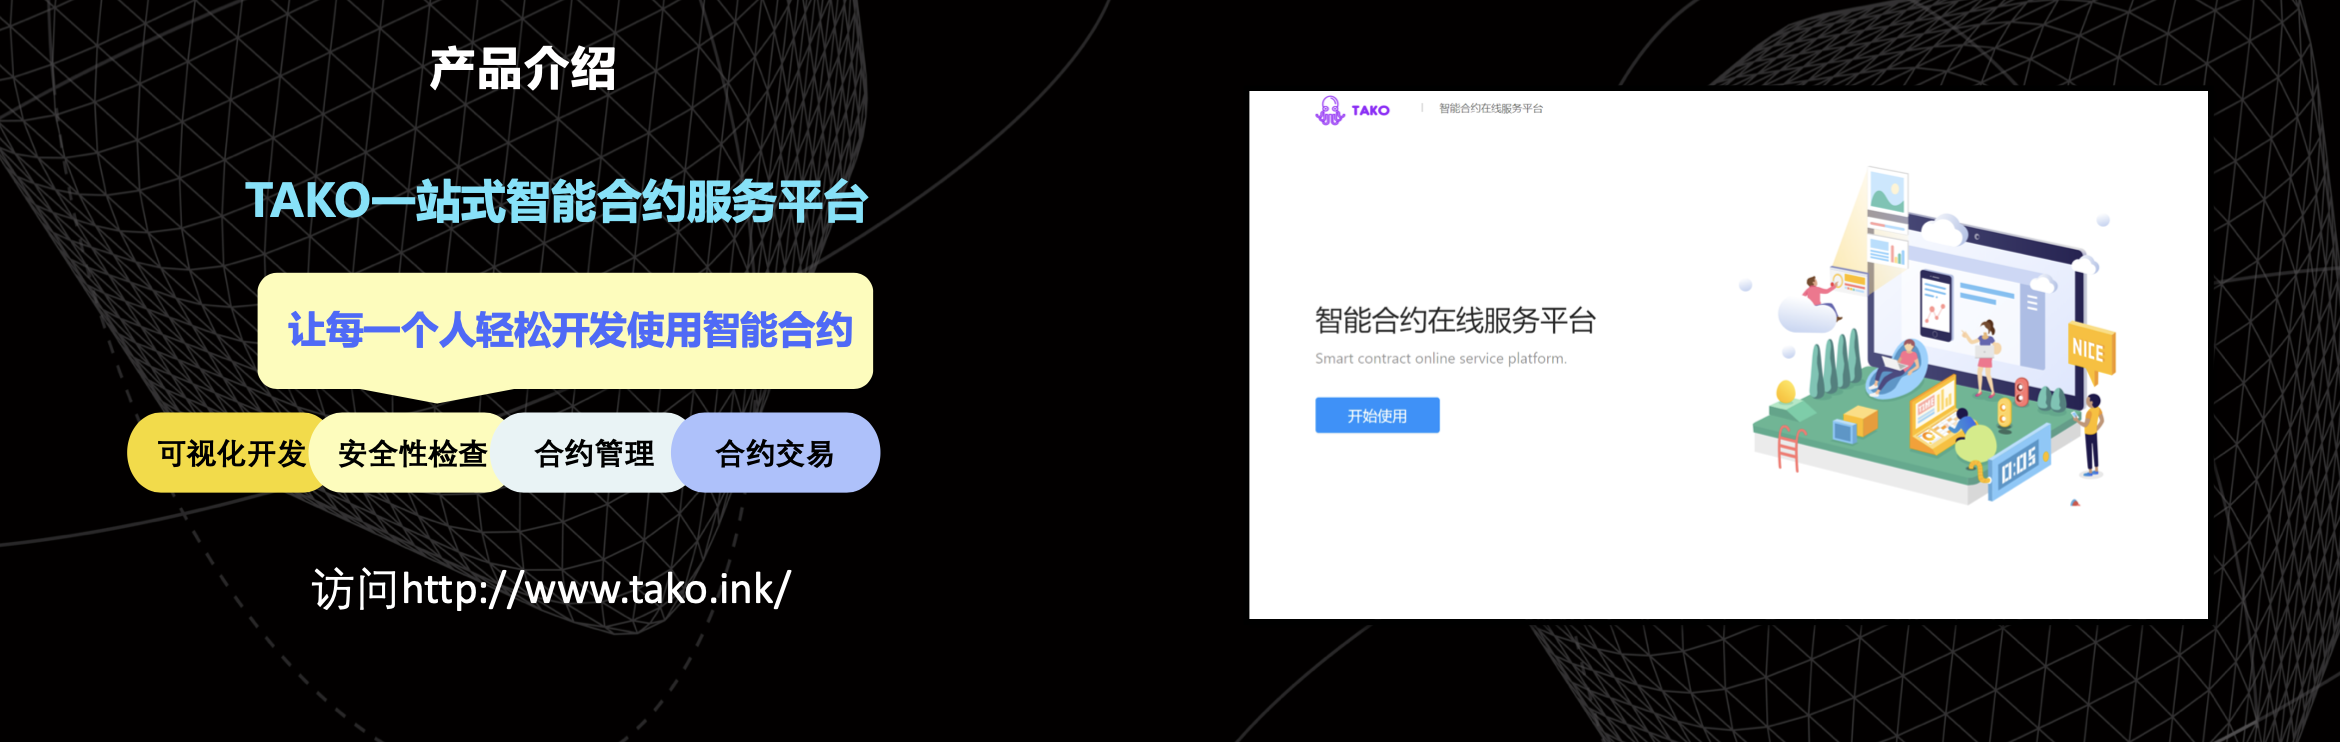 产品介绍
TAKO一站式智能合约服务平台
让每一个人轻松开发使用智能合约
可视化开发
安全性检查
合约管理
合约交易
访问http://www.tako.ink/
TAKO
智能合约在线服务平台
智能合约在线服务平台
Smart contract online service platform.
开始使用
NICE
TIME
0:05